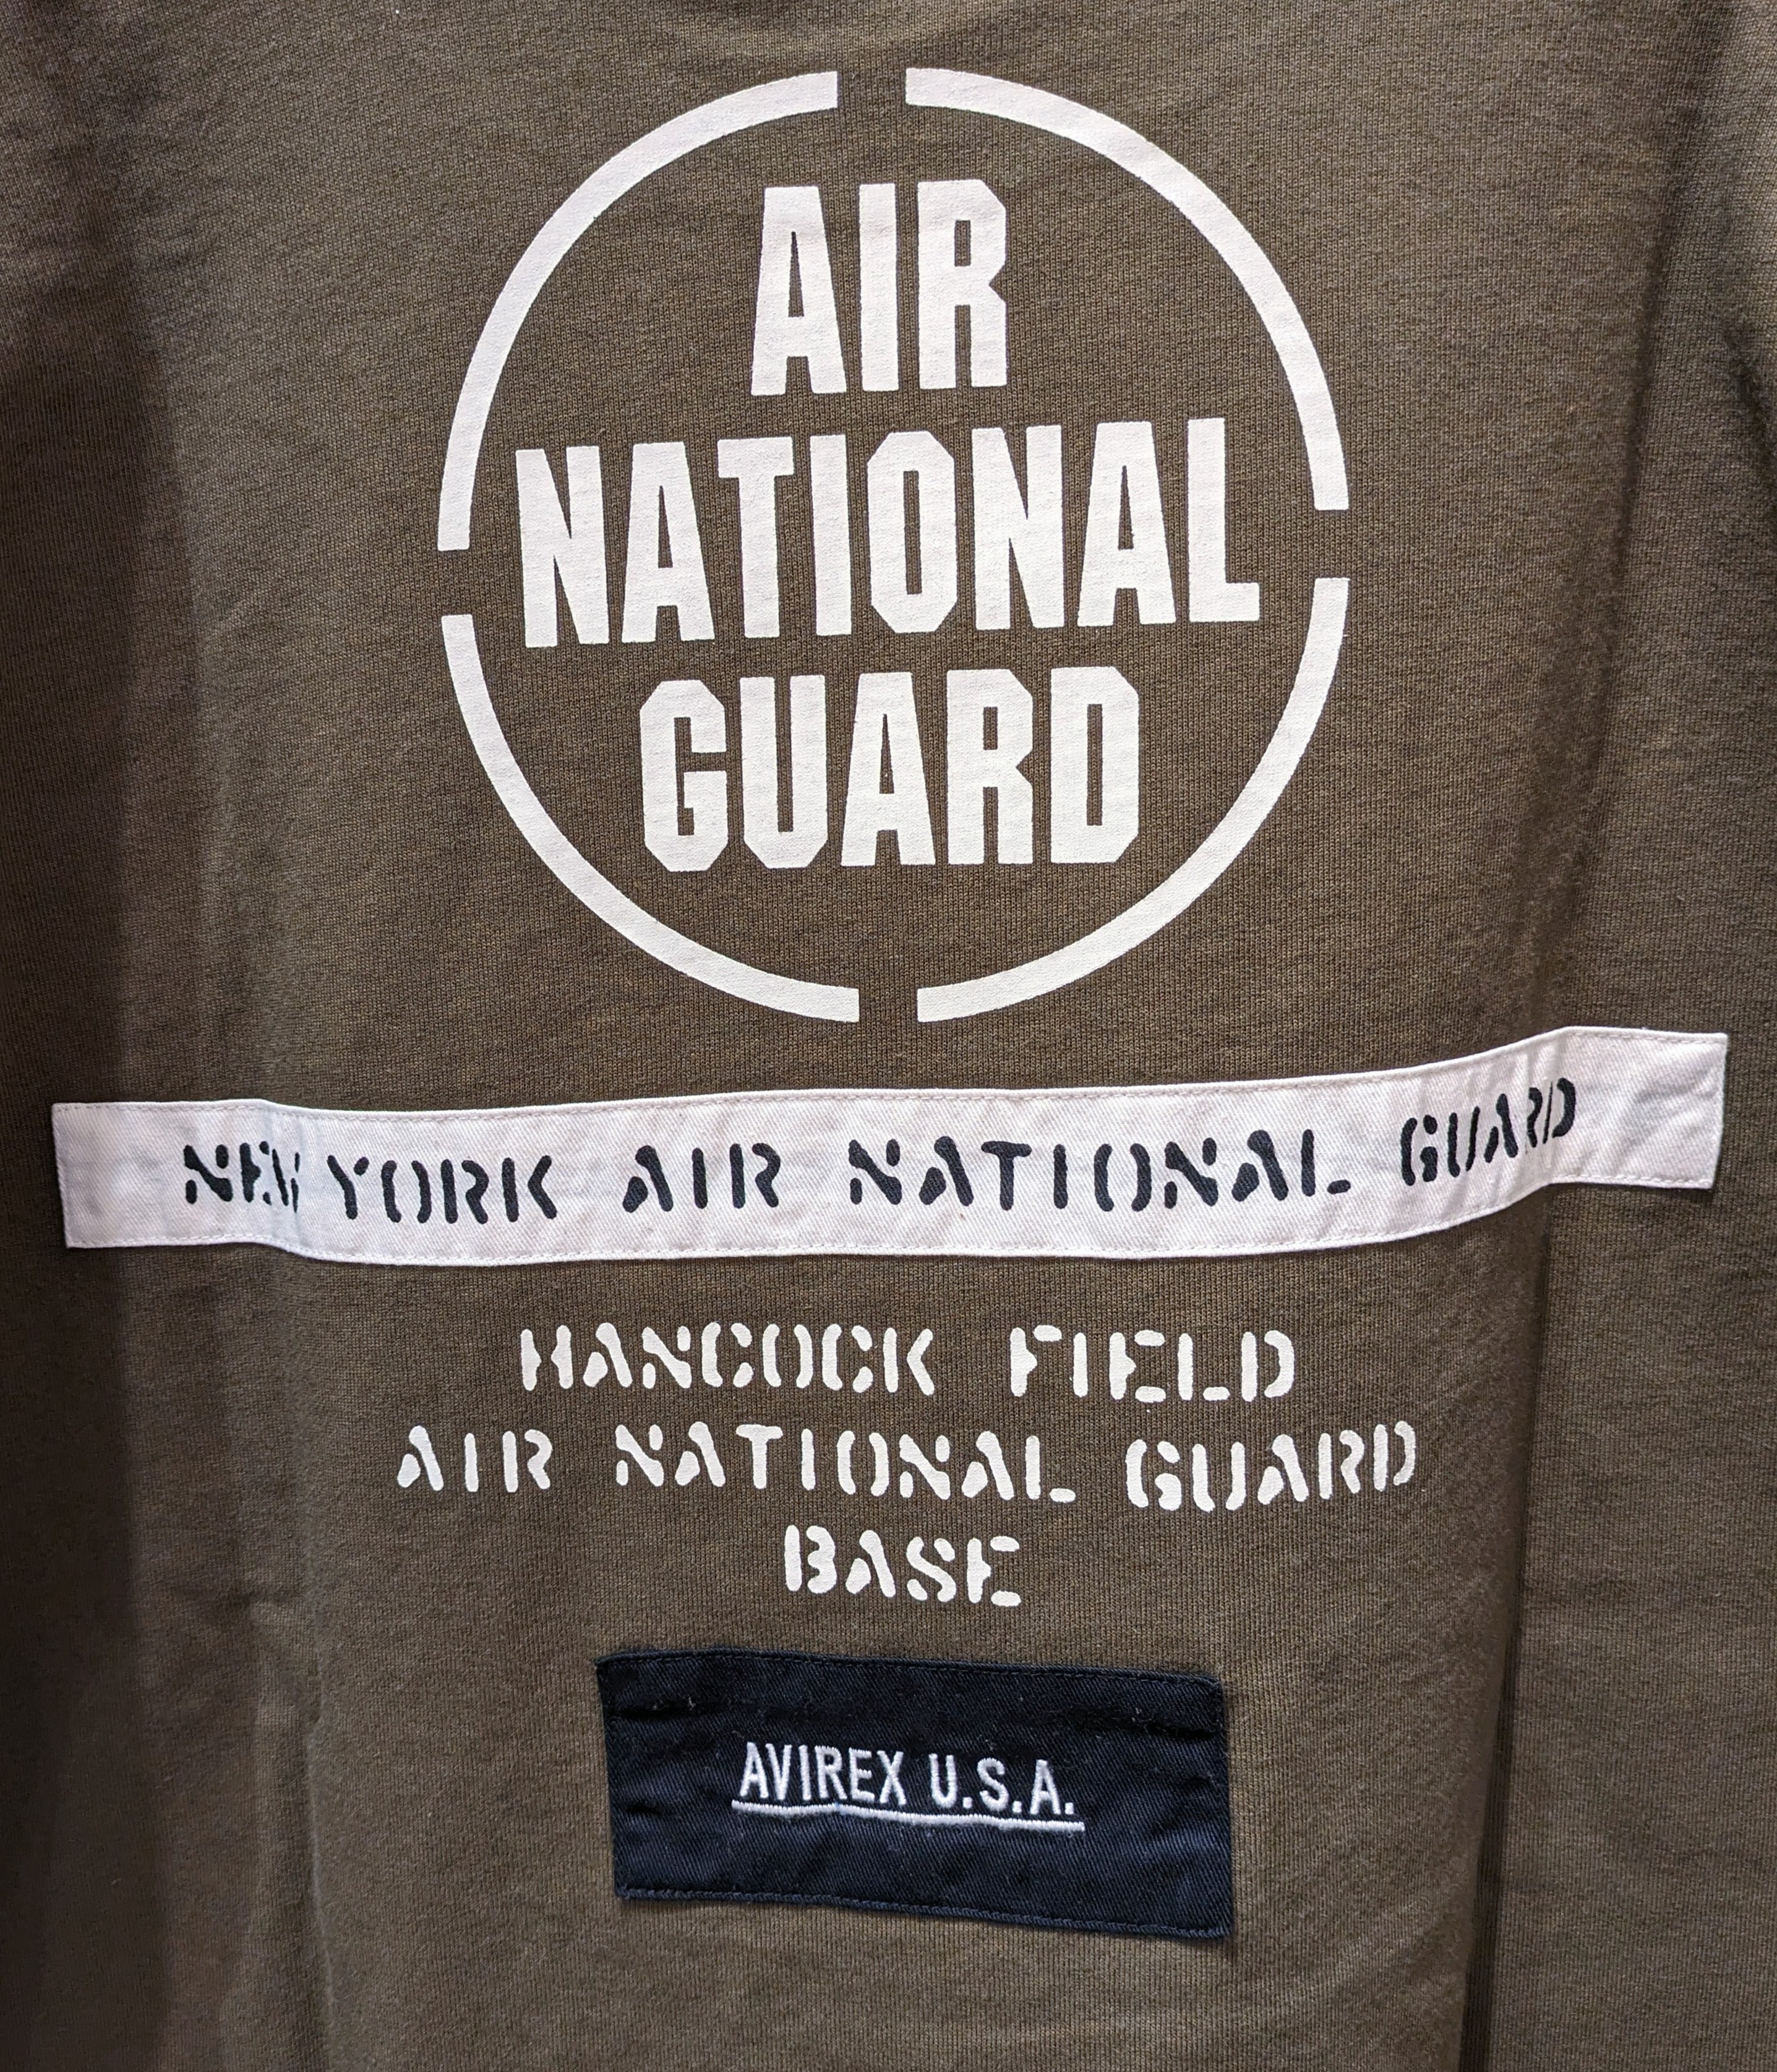 AIR
NATIONAL
GUARD
NEW YORK AIR NATIONAL GUARD
HANCOCK FIELD
AIR NATIONAL GUARD
BASE
AVIREX U.S.A.